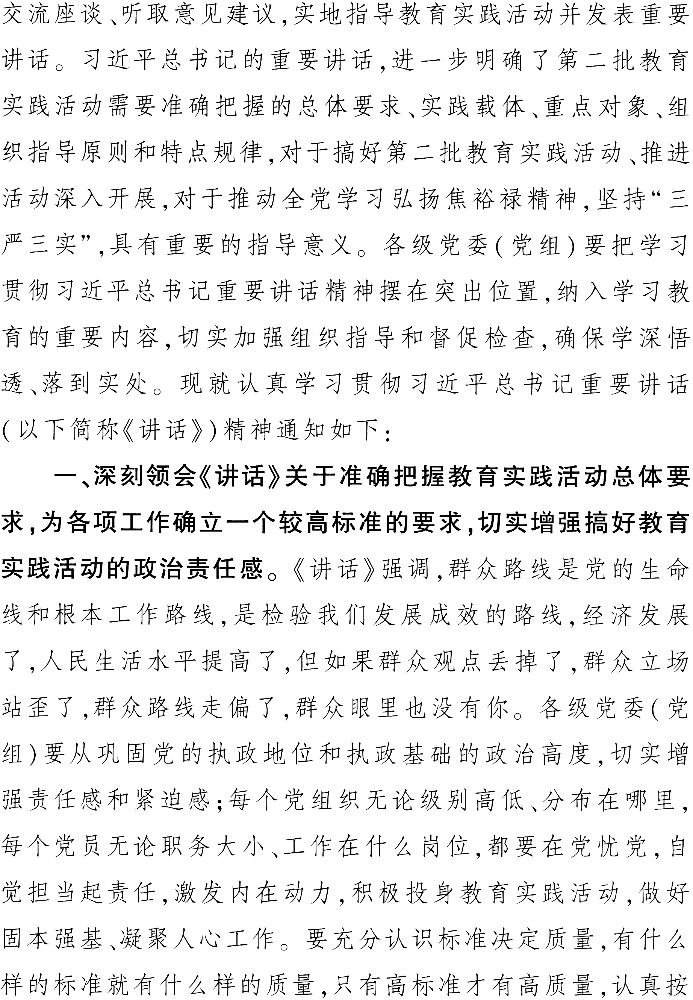 交流座谈、听取意见建议,实地指导教育实践活动并发表重要
讲话。习近平总书记的重要讲话,进一步明确了第二批教育
实践活动需要准确把握的总体要求、实践载体、重点对象、组
织指导原则和特点规律,对于搞好第二批教育实践活动、推进
活动深入开展,对于推动全党学习弘扬焦裕禄精神,坚持“三
严三实”,具有重要的指导意义。各级党委(党组)要把学习
贯彻习近平总书记重要讲话精神摆在突出位置,纳入学习教
育的重要内容,切实加强组织指导和督促检查,确保学深悟
透、落到实处。现就认真学习贯彻习近平总书记重要讲话
(以下简称《讲话》)精神通知如下:
一、深刻领会《讲话》关于准确把握教育实践活动总体要
求,为各项工作确立一个较高标准的要求,切实增强搞好教育
实践活动的政治责任感。《讲话》强调,群众路线是党的生命
线和根本工作路线,是检验我们发展成效的路线,经济发展
了,人民生活水平提高了,但如果群众观点丢掉了,群众立场
站歪了,群众路线走偏了,群众眼里也没有你。各级党委(党
组)要从巩固党的执政地位和执政基础的政治高度,切实增
强责任感和紧迫感;每个党组织无论级别高低、分布在哪里,
每个党员无论职务大小、工作在什么岗位,都要在党忧党,自
觉担当起责任,激发内在动力,积极投身教育实践活动,做好
固本强基、凝聚人心工作。要充分认识标准决定质量,有什么
样的标准就有什么样的质量,只有高标准才有高质量,认真按